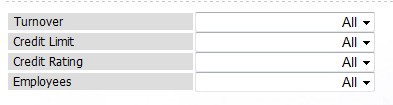 Turnover All
Credit Limit All
Credit Rating All
Employees All